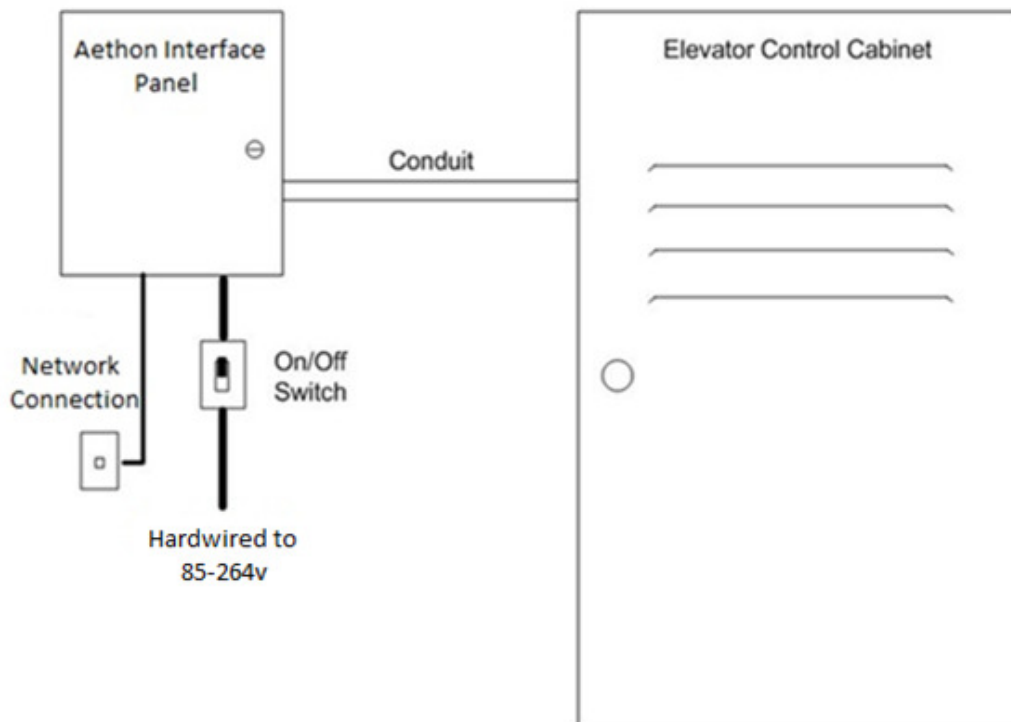 Aethon Interface
Panel
Elevator Control Cabinet
Conduit
Network
Connection
On/Off
Switch
Hardwired to
85-264v